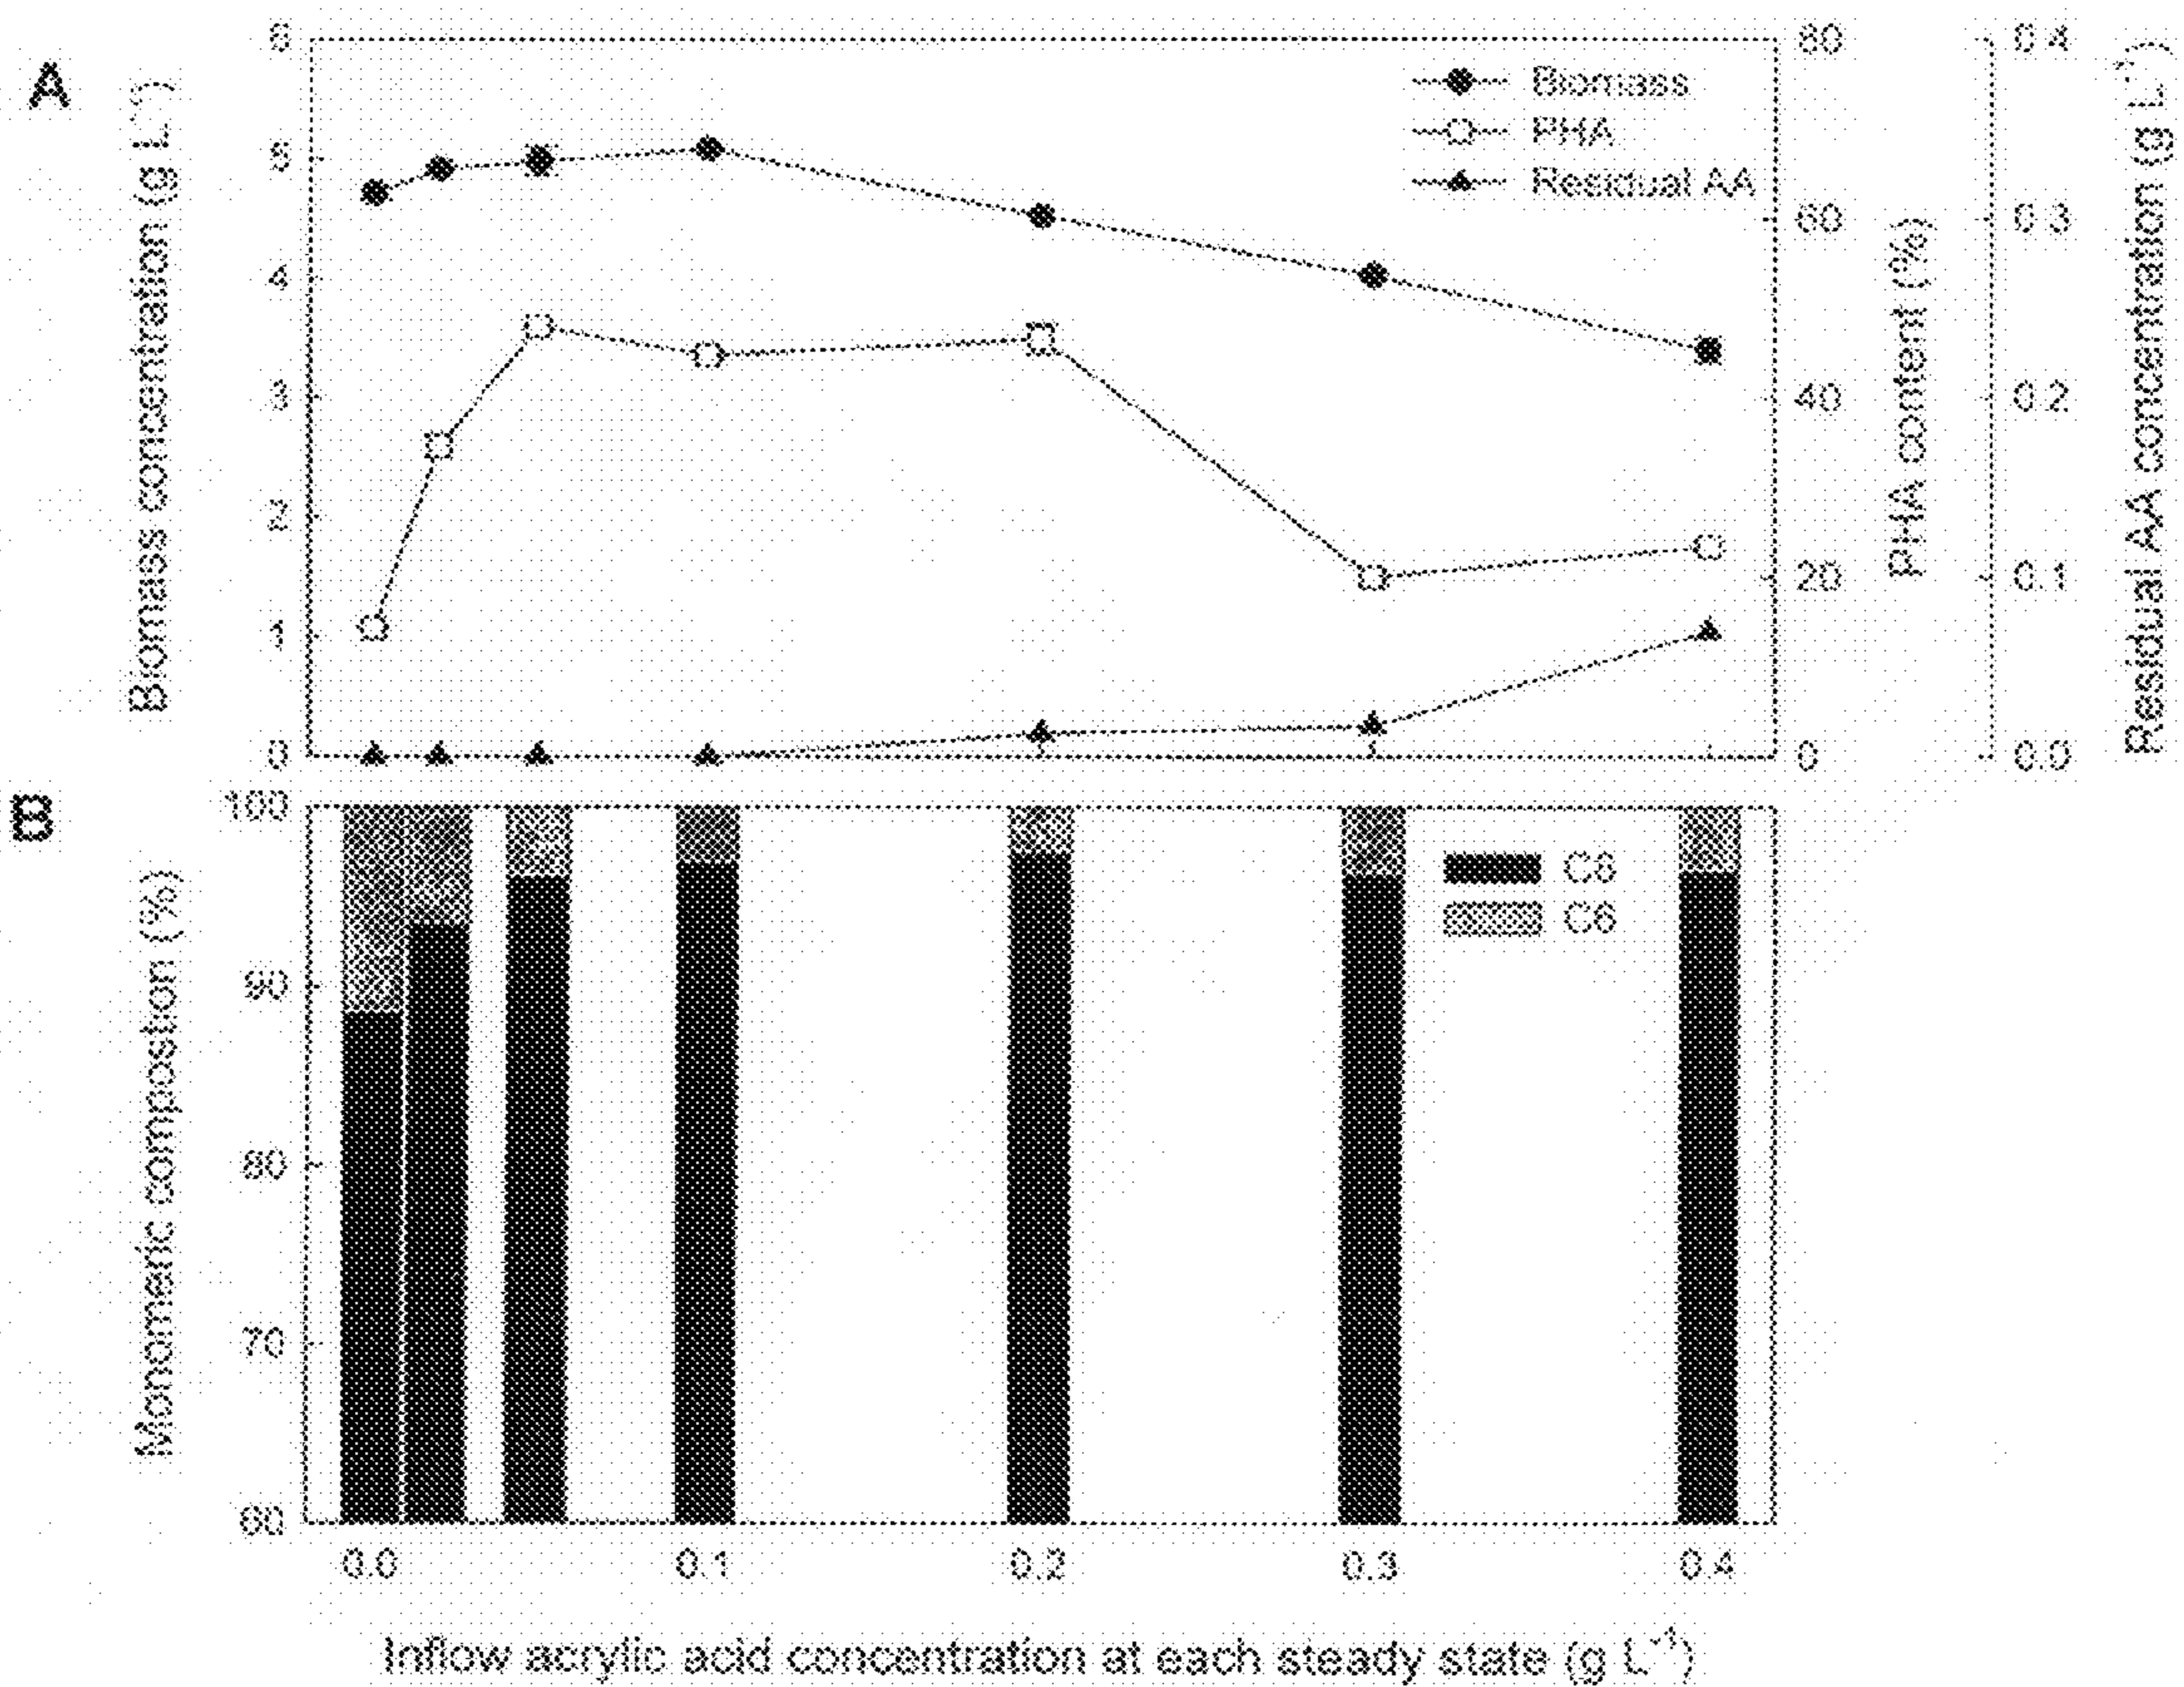 A
Biomass concentration (g L⁻¹)
6
5
4
3
2
1
0
Biomass
PHA
Residual AA
80
60
40
20
0
PHA content (%)
0.4
0.3
0.2
0.1
0.0
Residual AA concentration (g L⁻¹)
B
Monomeric compostion (%)
100
90
80
70
60
C8
C6
0.0 0.1 0.2 0.3 0.4
Inflow acrylic acid concentration at each steady state (g L⁻¹)